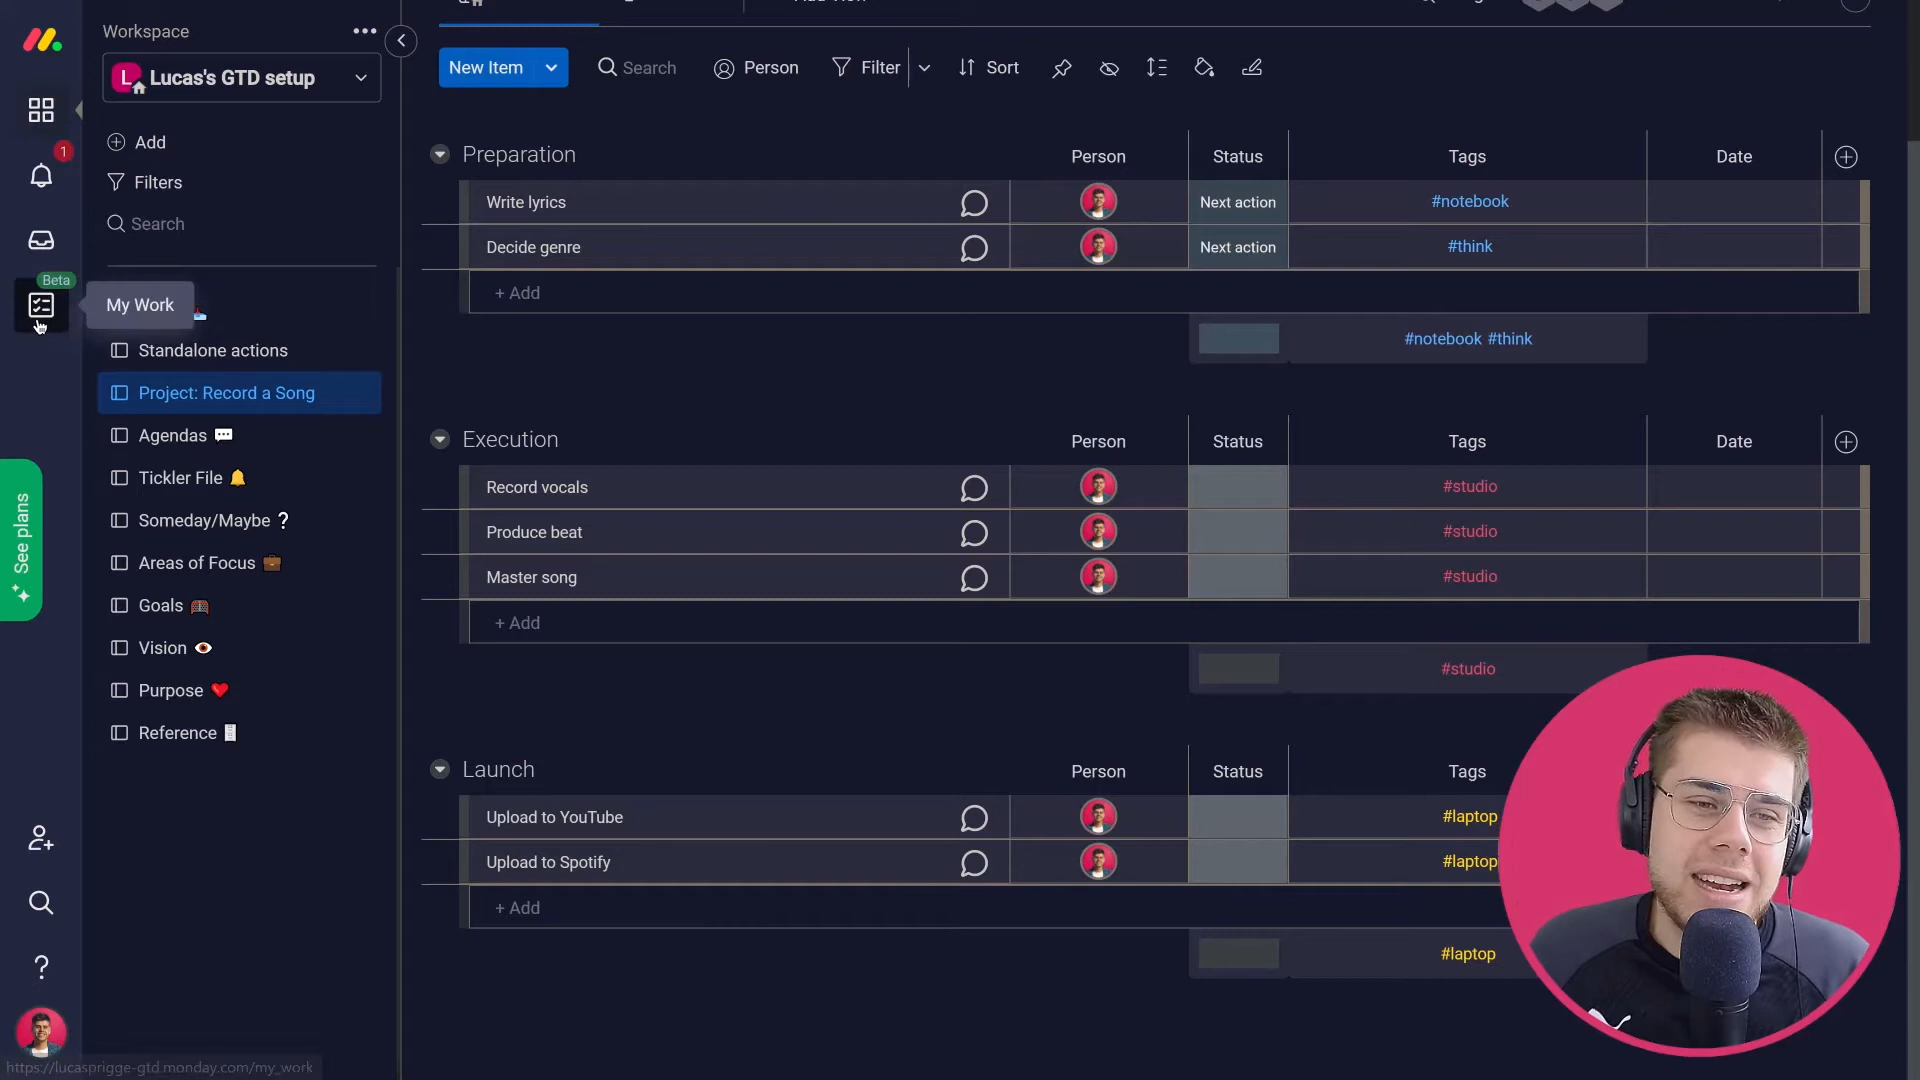 Workspace
L Lucas's GTD setup
Add
Filters
Search
1
Beta
My Work
Standalone actions
Project: Record a Song
Agendas
Tickler File
Someday/Maybe ?
Areas of Focus
Goals
Vision
Purpose
Reference
See plans
https://lucasprigge-gtd.monday.com/my_work
New Item
Search
Person
Filter
Sort
Preparation Person Status Tags Date
Write lyrics Next action #notebook
Decide genre Next action #think
+ Add
#notebook #think
Execution Person Status Tags Date
Record vocals #studio
Produce beat #studio
Master song #studio
+ Add
#studio
Launch Person Status Tags
Upload to YouTube #laptop
Upload to Spotify #laptop
+ Add
#laptop